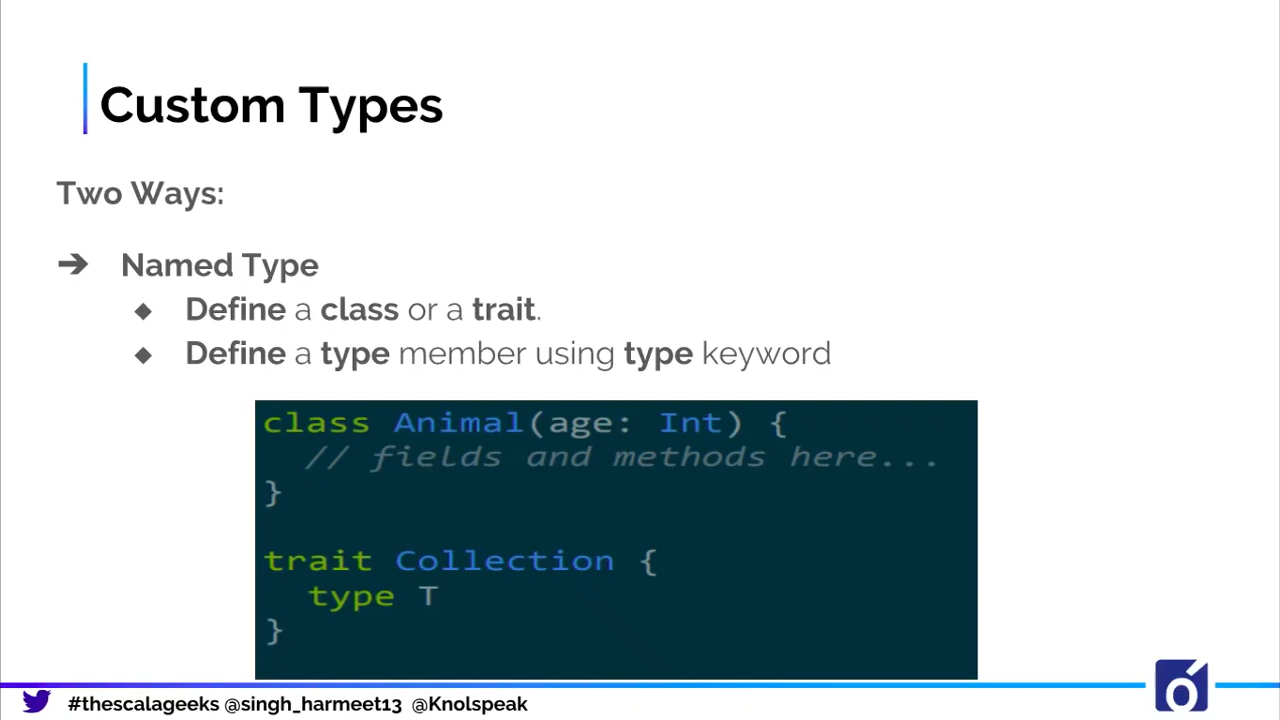 Custom Types
Two Ways:
➔ Named Type
◆ Define a class or a trait.
◆ Define a type member using type keyword
class Animal(age: Int) {
// fields and methods here...
}
trait Collection {
type T
}
#thescalageeks @singh_harmeet13 @Knolspeak